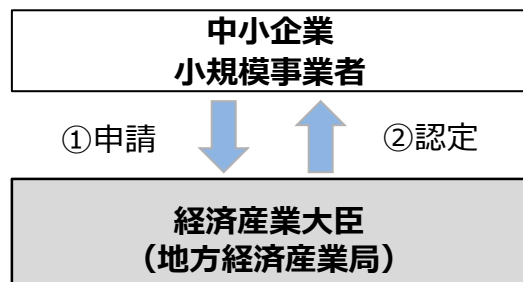 中小企業
小規模事業者
①申請
②認定
経済産業大臣
（地方経済産業局）